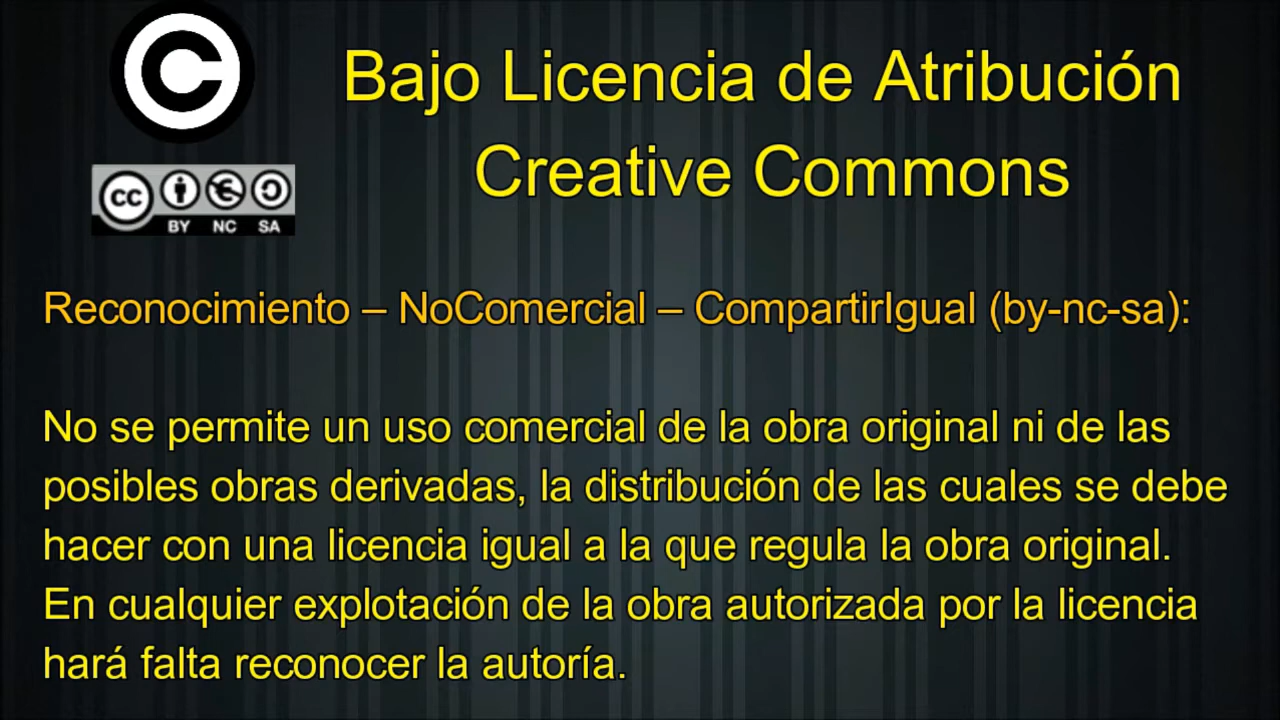 Bajo Licencia de Atribución
Creative Commons
cc
BY NC SA
Reconocimiento – NoComercial – CompartirIgual (by-nc-sa):
No se permite un uso comercial de la obra original ni de las
posibles obras derivadas, la distribución de las cuales se debe
hacer con una licencia igual a la que regula la obra original.
En cualquier explotación de la obra autorizada por la licencia
hará falta reconocer la autoría.